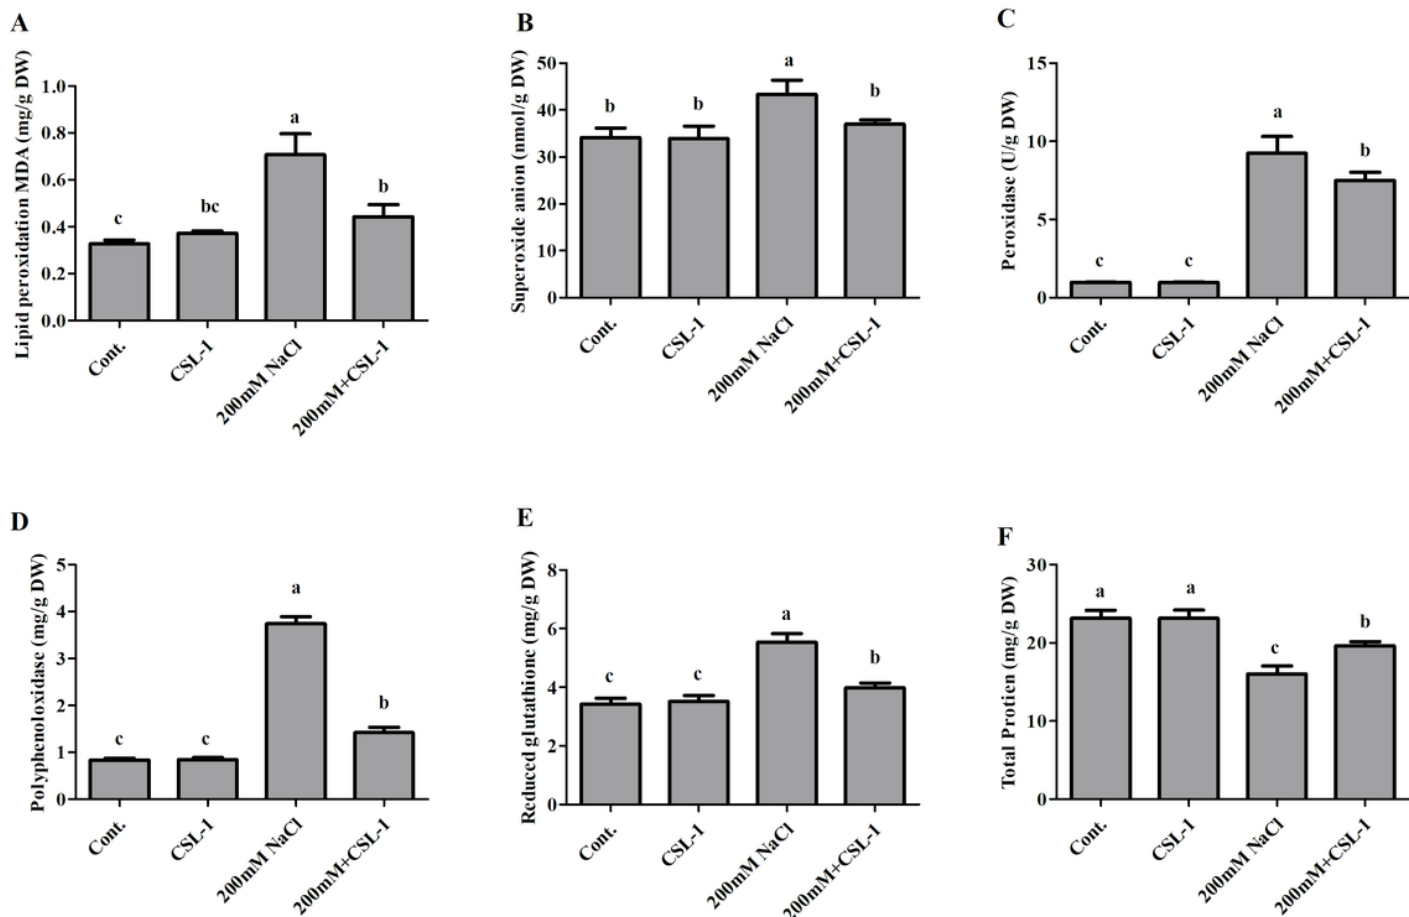 A
Lipid peroxidation MDA (mg/g DW)
1.0
0.8
0.6
0.4
0.2
0.0
c
bc
a
b
Cont.
CSL-1
200mM NaCl
200mM+CSL-1
B
Superoxide anion (nmol/g DW)
50
40
30
20
10
0
b
b
a
b
Cont.
CSL-1
200mM NaCl
200mM+CSL-1
C
Peroxidase (U/g DW)
15
10
5
0
c
c
a
b
Cont.
CSL-1
200mM NaCl
200mM+CSL-1
D
Polyphenoloxidase (mg/g DW)
5
4
3
2
1
0
c
c
a
b
Cont.
CSL-1
200mM NaCl
200mM+CSL-1
E
Reduced glutathione (mg/g DW)
8
6
4
2
0
c
c
a
b
Cont.
CSL-1
200mM NaCl
200mM+CSL-1
F
Total Protien (mg/g DW)
30
20
10
0
a
a
c
b
Cont.
CSL-1
200mM NaCl
200mM+CSL-1